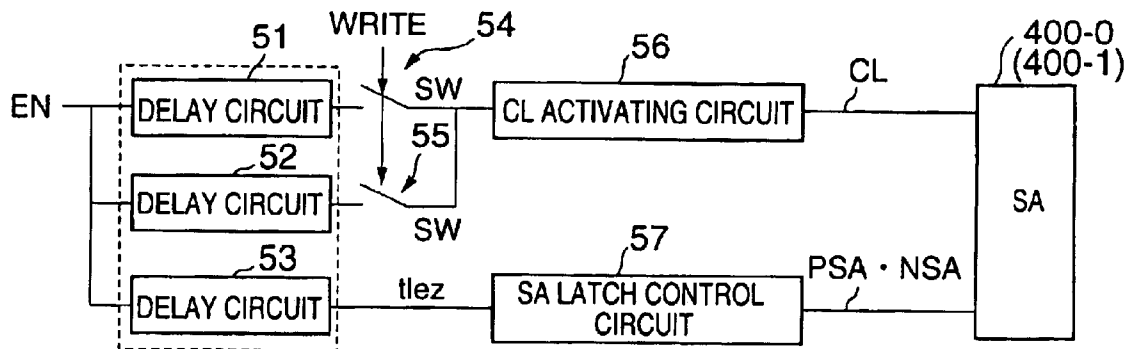 WRITE
54
400-0
(400-1)
51
56
EN
DELAY CIRCUIT
SW
CL ACTIVATING CIRCUIT
CL
52
55
DELAY CIRCUIT
SW
SA
53
57
DELAY CIRCUIT
tlez
SA LATCH CONTROL
CIRCUIT
PSA・NSA